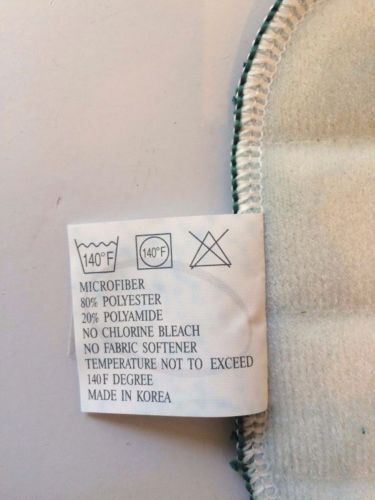 140°F 140°F
MICROFIBER
80% POLYESTER
20% POLYAMIDE
NO CHLORINE BLEACH
NO FABRIC SOFTENER
TEMPERATURE NOT TO EXCEED
140F DEGREE
MADE IN KOREA